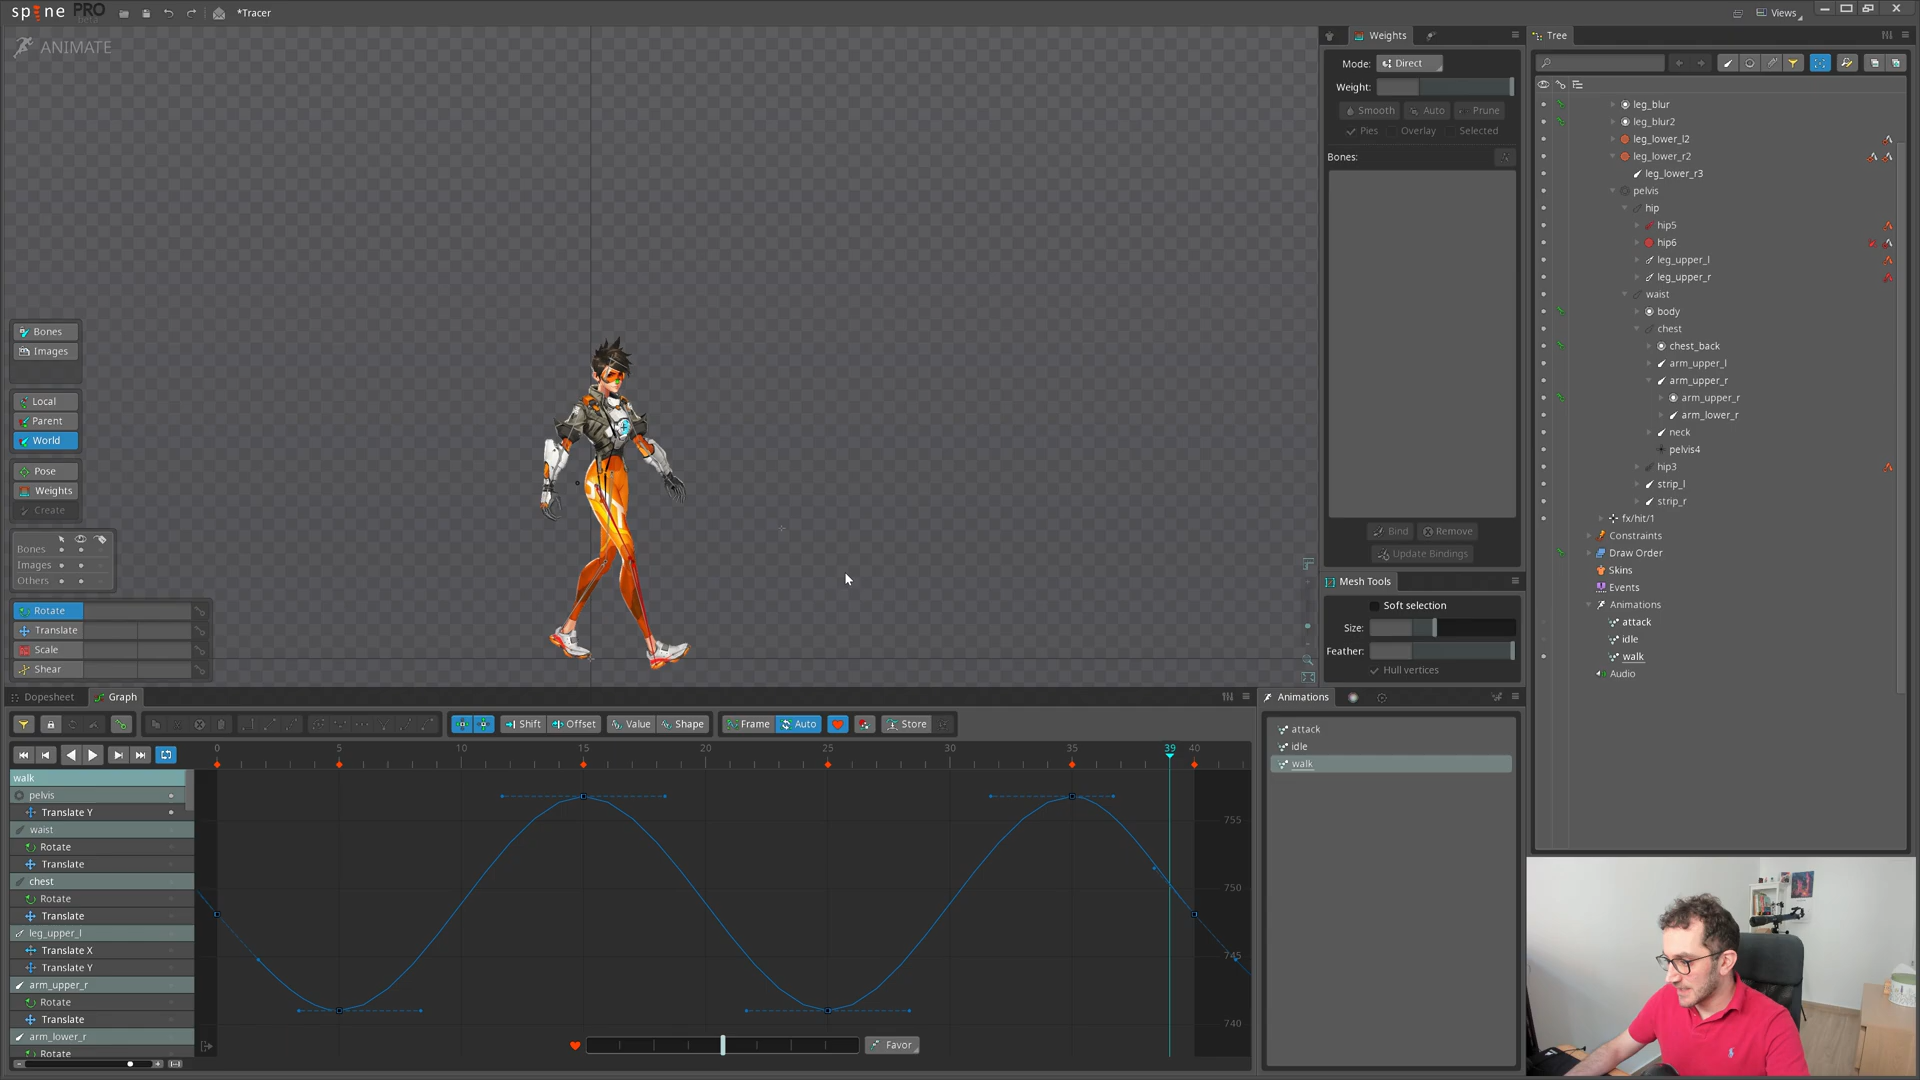 spine PRO
*Tracer
Views
ANIMATE
Bones
Images
Local
Parent
World
Pose
Weights
Create
Bones
Images
Others
Rotate
Translate
Scale
Shear
Weights
Mode: Direct
Weight:
Smooth Auto Prune
Pies Overlay Selected
Bones:
Bind Remove
Update Bindings
Mesh Tools
Soft selection
Size:
Feather:
Hull vertices
Tree
leg_blur
leg_blur2
leg_lower_l2
leg_lower_r2
leg_lower_r3
pelvis
hip
hip5
hip6
leg_upper_l
leg_upper_r
waist
body
chest
chest_back
arm_upper_l
arm_upper_r
arm_upper_r
arm_lower_r
neck
pelvis4
hip3
strip_l
strip_r
fx/hit/1
Constraints
Draw Order
Skins
Events
Animations
attack
idle
walk
Audio
Dopesheet Graph
Shift Offset Value Shape Frame Auto Store
0 5 10 15 20 25 30 35 39 40
walk
pelvis
Translate Y
waist
Rotate
Translate
chest
Rotate
Translate
leg_upper_l
Translate X
Translate Y
arm_upper_r
Rotate
Translate
arm_lower_r
Rotate
755
750
745
740
Favor
Animations
attack
idle
walk